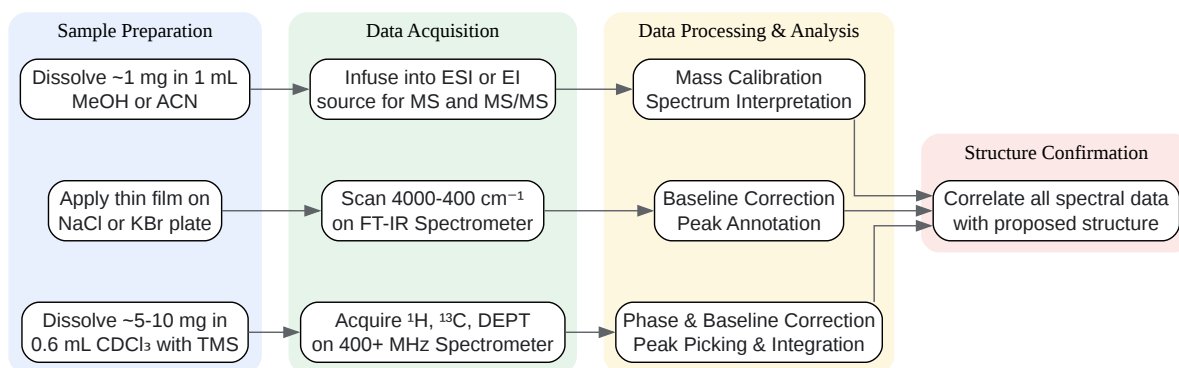 Sample Preparation
Dissolve ~1 mg in 1 mL
MeOH or ACN
Apply thin film on
NaCl or KBr plate
Dissolve ~5-10 mg in
0.6 mL CDCl₃ with TMS
Data Acquisition
Infuse into ESI or EI
source for MS and MS/MS
Scan 4000-400 cm⁻¹
on FT-IR Spectrometer
Acquire ¹H, ¹³C, DEPT
on 400+ MHz Spectrometer
Data Processing & Analysis
Mass Calibration
Spectrum Interpretation
Baseline Correction
Peak Annotation
Phase & Baseline Correction
Peak Picking & Integration
Structure Confirmation
Correlate all spectral data
with proposed structure